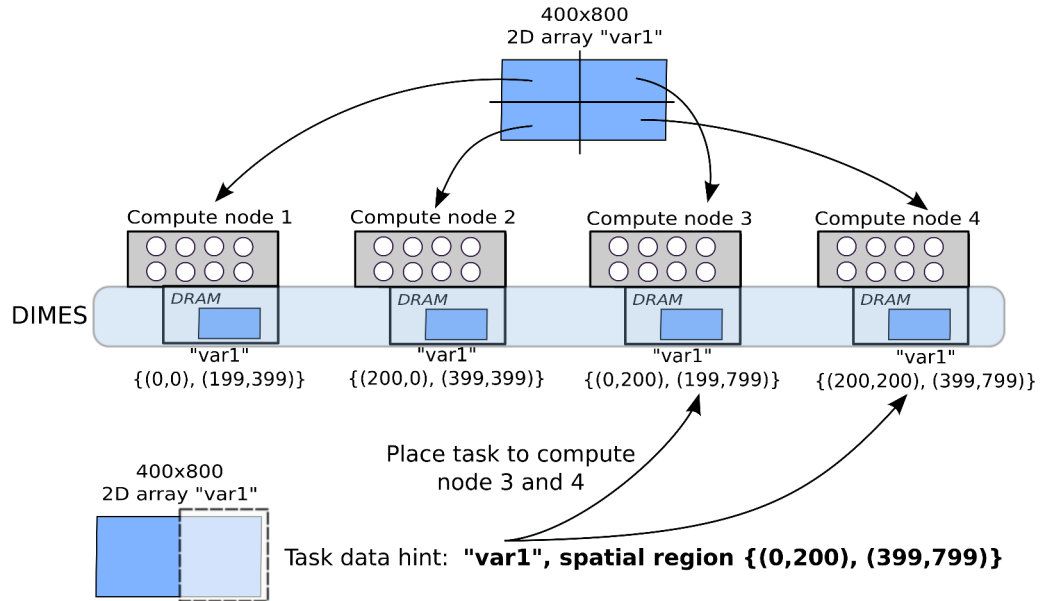 400x800
2D array "var1"
Compute node 1
Compute node 2
Compute node 3
Compute node 4
DIMES
DRAM
DRAM
DRAM
DRAM
"var1"
{(0,0), (199,399)}
"var1"
{(200,0), (399,399)}
"var1"
{(0,200), (199,799)}
"var1"
{(200,200), (399,799)}
Place task to compute
node 3 and 4
400x800
2D array "var1"
Task data hint: "var1", spatial region {(0,200), (399,799)}